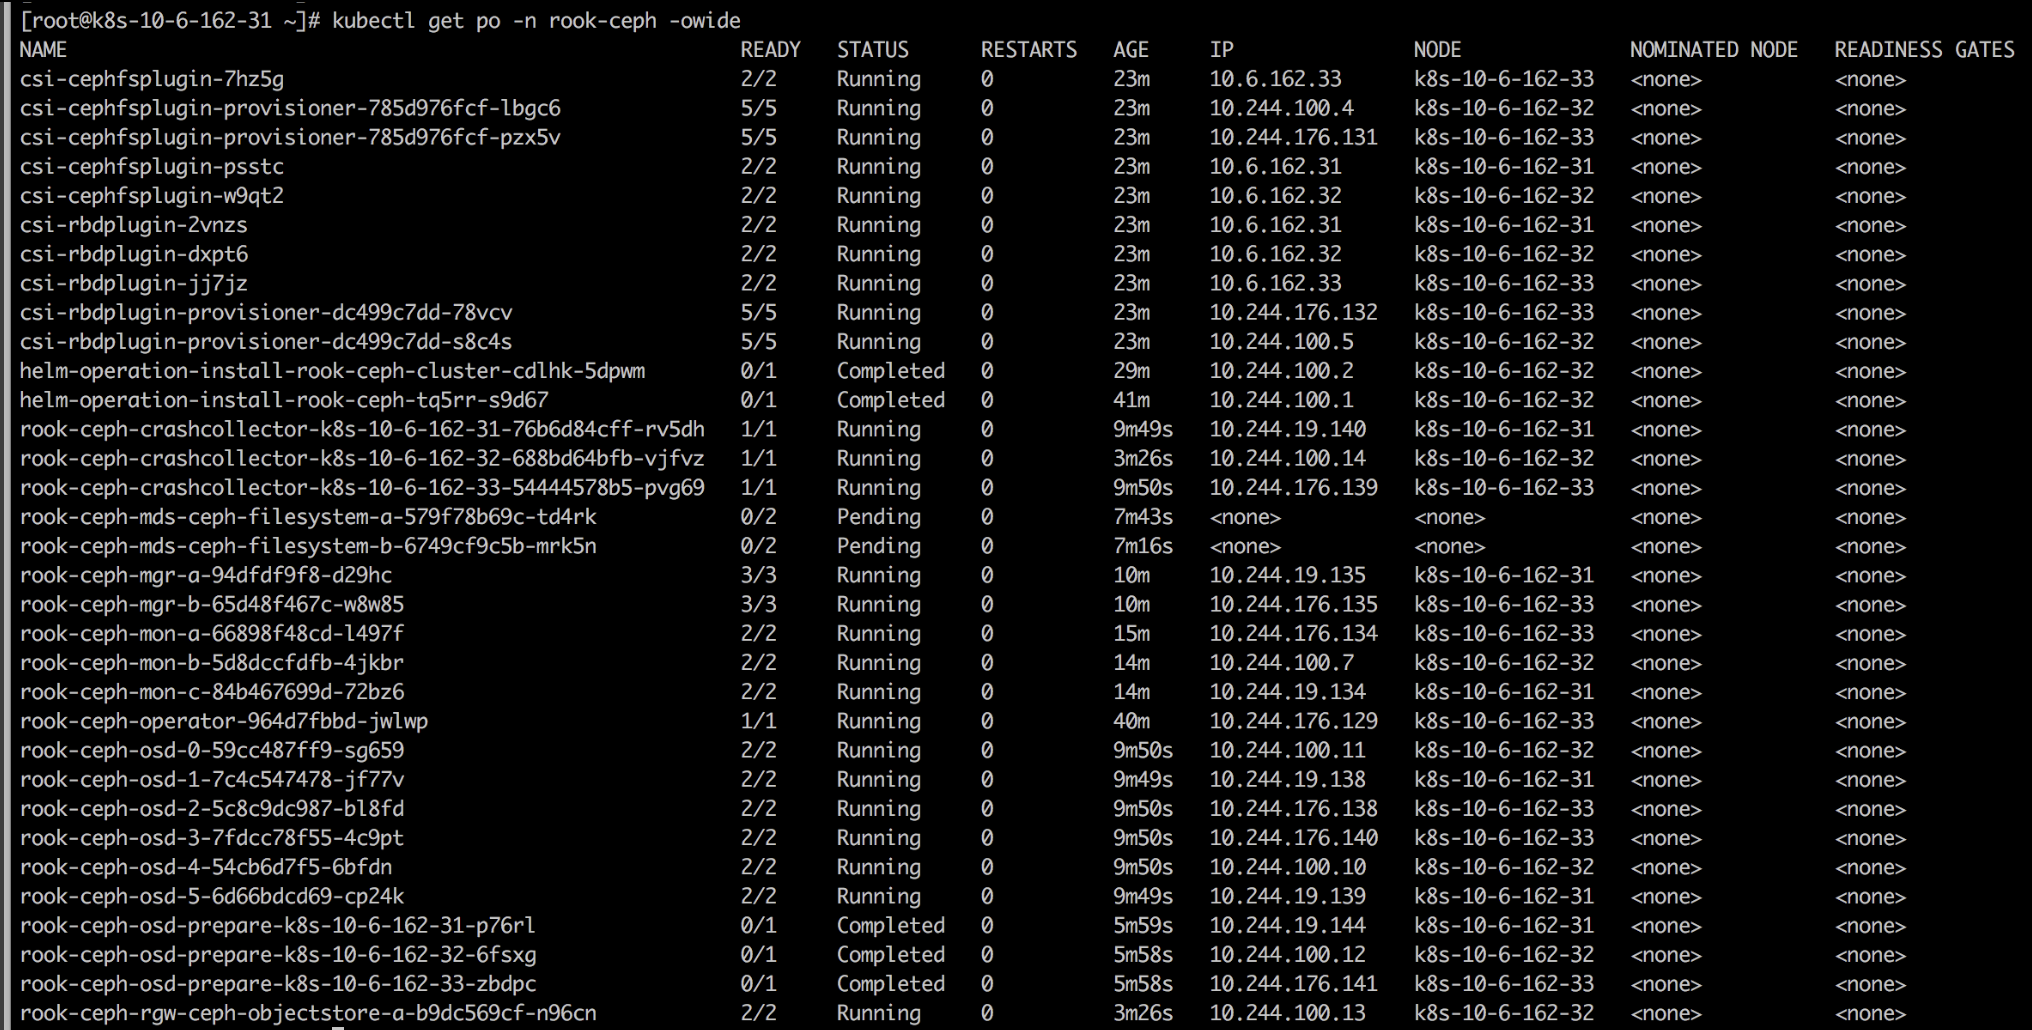 [root@k8s-10-6-162-31 ~]# kubectl get po -n rook-ceph -owide
NAME READY STATUS RESTARTS AGE IP NODE NOMINATED NODE READINESS GATES
csi-cephfsplugin-7hz5g 2/2 Running 0 23m 10.6.162.33 k8s-10-6-162-33 <none> <none>
csi-cephfsplugin-provisioner-785d976fcf-lbgc6 5/5 Running 0 23m 10.244.100.4 k8s-10-6-162-32 <none> <none>
csi-cephfsplugin-provisioner-785d976fcf-pzx5v 5/5 Running 0 23m 10.244.176.131 k8s-10-6-162-33 <none> <none>
csi-cephfsplugin-psstc 2/2 Running 0 23m 10.6.162.31 k8s-10-6-162-31 <none> <none>
csi-cephfsplugin-w9qt2 2/2 Running 0 23m 10.6.162.32 k8s-10-6-162-32 <none> <none>
csi-rbdplugin-2vnzs 2/2 Running 0 23m 10.6.162.31 k8s-10-6-162-31 <none> <none>
csi-rbdplugin-dxpt6 2/2 Running 0 23m 10.6.162.32 k8s-10-6-162-32 <none> <none>
csi-rbdplugin-jj7jz 2/2 Running 0 23m 10.6.162.33 k8s-10-6-162-33 <none> <none>
csi-rbdplugin-provisioner-dc499c7dd-78vcv 5/5 Running 0 23m 10.244.176.132 k8s-10-6-162-33 <none> <none>
csi-rbdplugin-provisioner-dc499c7dd-s8c4s 5/5 Running 0 23m 10.244.100.5 k8s-10-6-162-32 <none> <none>
helm-operation-install-rook-ceph-cluster-cdlhk-5dpwm 0/1 Completed 0 29m 10.244.100.2 k8s-10-6-162-32 <none> <none>
helm-operation-install-rook-ceph-tq5rr-s9d67 0/1 Completed 0 41m 10.244.100.1 k8s-10-6-162-32 <none> <none>
rook-ceph-crashcollector-k8s-10-6-162-31-76b6d84cff-rv5dh 1/1 Running 0 9m49s 10.244.19.140 k8s-10-6-162-31 <none> <none>
rook-ceph-crashcollector-k8s-10-6-162-32-688bd64bfb-vjfvz 1/1 Running 0 3m26s 10.244.100.14 k8s-10-6-162-32 <none> <none>
rook-ceph-crashcollector-k8s-10-6-162-33-54444578b5-pvg69 1/1 Running 0 9m50s 10.244.176.139 k8s-10-6-162-33 <none> <none>
rook-ceph-mds-ceph-filesystem-a-579f78b69c-td4rk 0/2 Pending 0 7m43s <none> <none> <none> <none>
rook-ceph-mds-ceph-filesystem-b-6749cf9c5b-mrk5n 0/2 Pending 0 7m16s <none> <none> <none> <none>
rook-ceph-mgr-a-94dfdf9f8-d29hc 3/3 Running 0 10m 10.244.19.135 k8s-10-6-162-31 <none> <none>
rook-ceph-mgr-b-65d48f467c-w8w85 3/3 Running 0 10m 10.244.176.135 k8s-10-6-162-33 <none> <none>
rook-ceph-mon-a-66898f48cd-l497f 2/2 Running 0 15m 10.244.176.134 k8s-10-6-162-33 <none> <none>
rook-ceph-mon-b-5d8dccfdfb-4jkbr 2/2 Running 0 14m 10.244.100.7 k8s-10-6-162-32 <none> <none>
rook-ceph-mon-c-84b467699d-72bz6 2/2 Running 0 14m 10.244.19.134 k8s-10-6-162-31 <none> <none>
rook-ceph-operator-964d7fbbd-jwlwp 1/1 Running 0 40m 10.244.176.129 k8s-10-6-162-33 <none> <none>
rook-ceph-osd-0-59cc487ff9-sg659 2/2 Running 0 9m50s 10.244.100.11 k8s-10-6-162-32 <none> <none>
rook-ceph-osd-1-7c4c547478-jf77v 2/2 Running 0 9m49s 10.244.19.138 k8s-10-6-162-31 <none> <none>
rook-ceph-osd-2-5c8c9dc987-bl8fd 2/2 Running 0 9m50s 10.244.176.138 k8s-10-6-162-33 <none> <none>
rook-ceph-osd-3-7fdcc78f55-4c9pt 2/2 Running 0 9m50s 10.244.176.140 k8s-10-6-162-33 <none> <none>
rook-ceph-osd-4-54cb6d7f5-6bfdn 2/2 Running 0 9m50s 10.244.100.10 k8s-10-6-162-32 <none> <none>
rook-ceph-osd-5-6d66bdcd69-cp24k 2/2 Running 0 9m49s 10.244.19.139 k8s-10-6-162-31 <none> <none>
rook-ceph-osd-prepare-k8s-10-6-162-31-p76rl 0/1 Completed 0 5m59s 10.244.19.144 k8s-10-6-162-31 <none> <none>
rook-ceph-osd-prepare-k8s-10-6-162-32-6fsxg 0/1 Completed 0 5m58s 10.244.100.12 k8s-10-6-162-32 <none> <none>
rook-ceph-osd-prepare-k8s-10-6-162-33-zbdpc 0/1 Completed 0 5m58s 10.244.176.141 k8s-10-6-162-33 <none> <none>
rook-ceph-rgw-ceph-objectstore-a-b9dc569cf-n96cn 2/2 Running 0 3m26s 10.244.100.13 k8s-10-6-162-32 <none> <none>